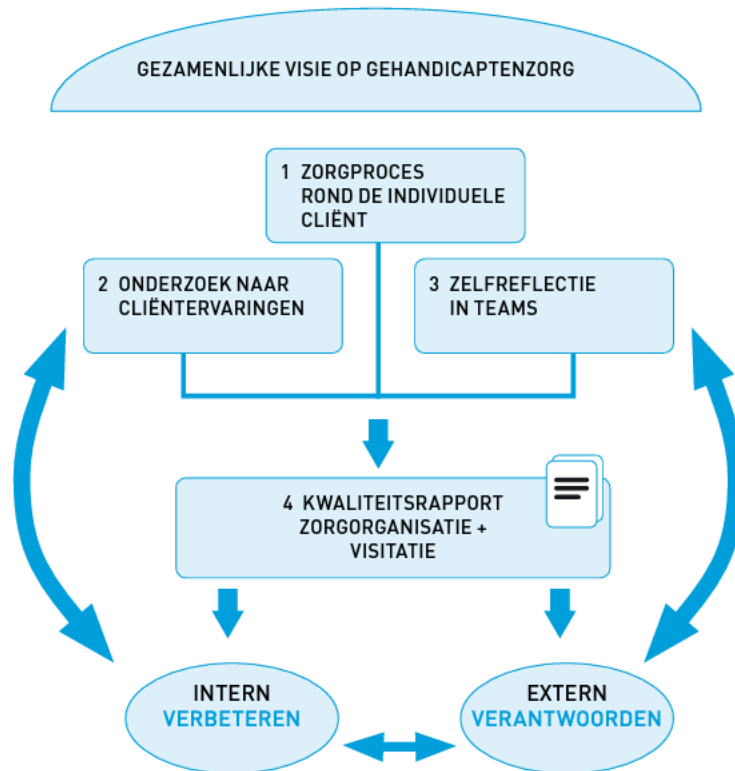 GEZAMENLIJKE VISIE OP GEHANDICAPTENZORG
1 ZORGPROCES
ROND DE INDIVIDUELE
CLIËNT
2 ONDERZOEK NAAR
CLIËNTERVARINGEN
3 ZELFREFLECTIE
IN TEAMS
4 KWALITEITSRAPPORT
ZORGORGANISATIE +
VISITATIE
INTERN
VERBETEREN
EXTERN
VERANTWOORDEN